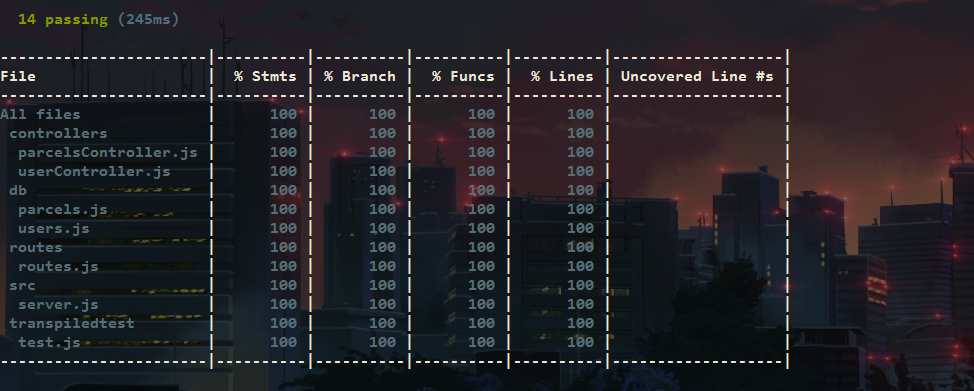 14 passing (245ms)
-----------------------|----------|----------|----------|----------|-------------------|
File                   |  % Stmts | % Branch |  % Funcs |  % Lines | Uncovered Line #s |
-----------------------|----------|----------|----------|----------|-------------------|
All files              |      100 |      100 |      100 |      100 |                   |
 controllers           |      100 |      100 |      100 |      100 |                   |
  parcelsController.js |      100 |      100 |      100 |      100 |                   |
  userController.js    |      100 |      100 |      100 |      100 |                   |
 db                    |      100 |      100 |      100 |      100 |                   |
  parcels.js           |      100 |      100 |      100 |      100 |                   |
  users.js             |      100 |      100 |      100 |      100 |                   |
 routes                |      100 |      100 |      100 |      100 |                   |
  routes.js            |      100 |      100 |      100 |      100 |                   |
 src                   |      100 |      100 |      100 |      100 |                   |
  server.js            |      100 |      100 |      100 |      100 |                   |
 transpiledtest        |      100 |      100 |      100 |      100 |                   |
  test.js              |      100 |      100 |      100 |      100 |                   |
-----------------------|----------|----------|----------|----------|-------------------|